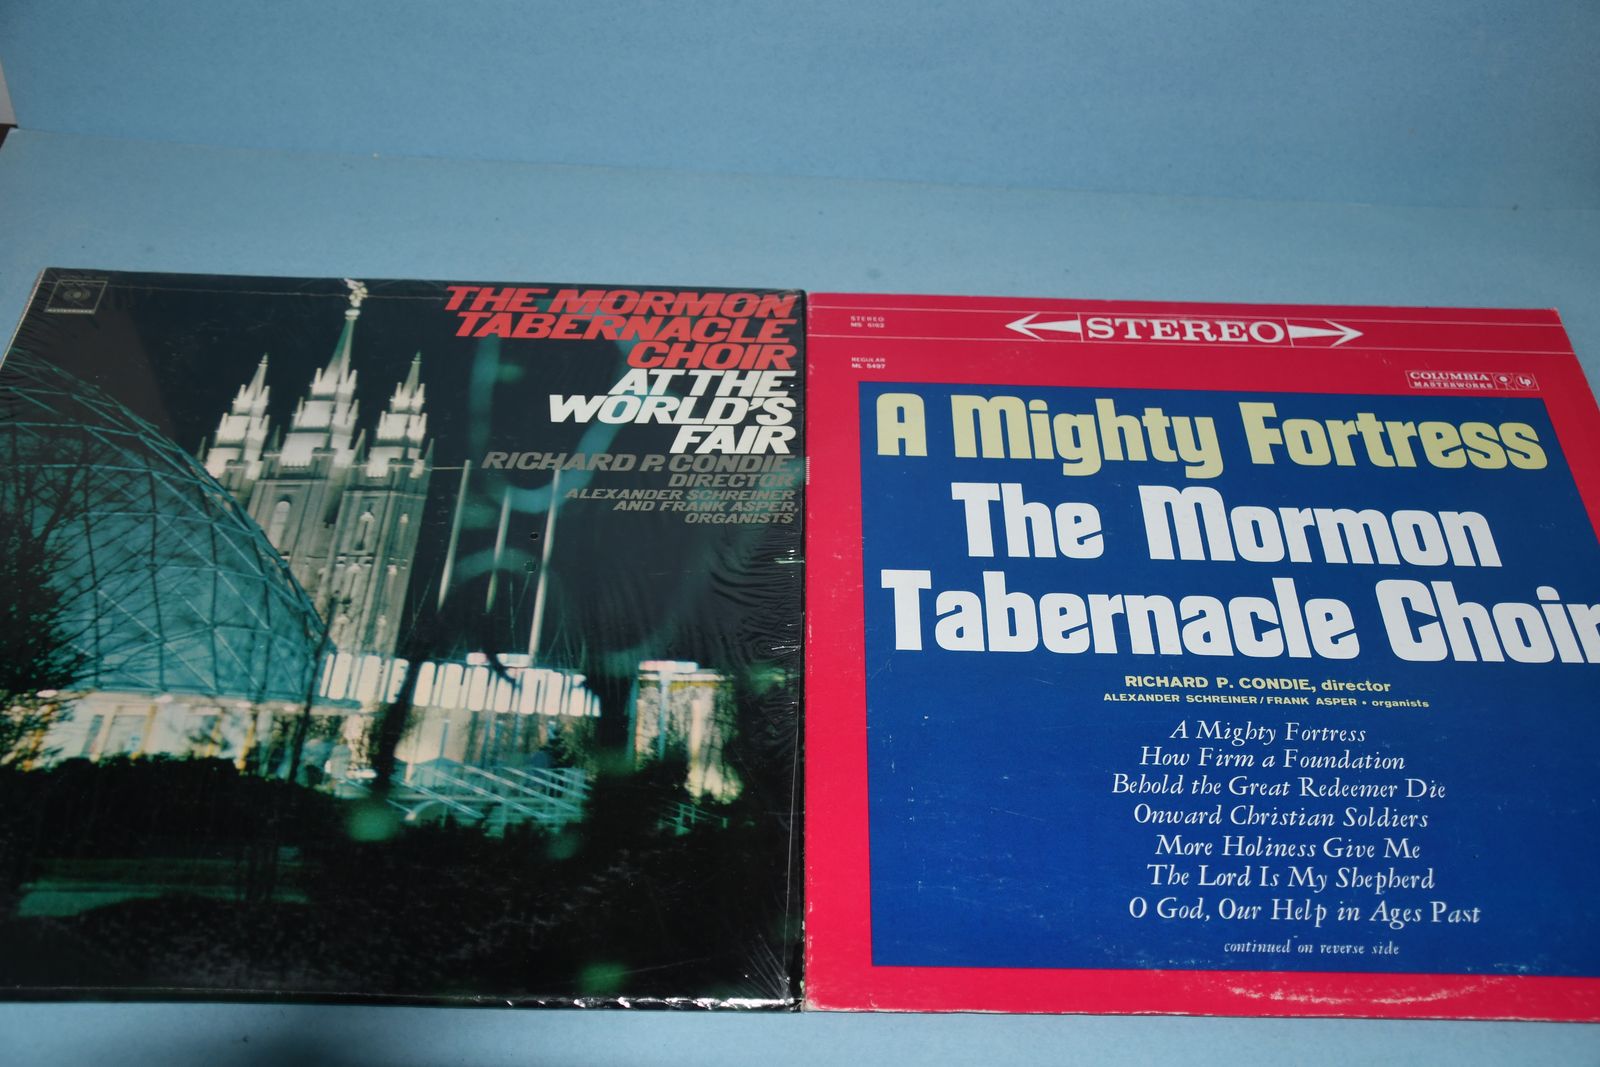 THE MORMON
TABERNACLE
CHOIR
AT THE
WORLD'S
FAIR
RICHARD P. CONDIE,
DIRECTOR
ALEXANDER SCHREINER
AND FRANK ASPER,
ORGANISTS
STEREO
MS 6162
STEREO
REGULAR
ML 5497
COLUMBIA
MASTERWORKS
LP
A Mighty Fortress
The Mormon
Tabernacle Choir
RICHARD P. CONDIE, director
ALEXANDER SCHREINER/FRANK ASPER • organists
A Mighty Fortress
How Firm a Foundation
Behold the Great Redeemer Die
Onward Christian Soldiers
More Holiness Give Me
The Lord Is My Shepherd
O God, Our Help in Ages Past
continued on reverse side